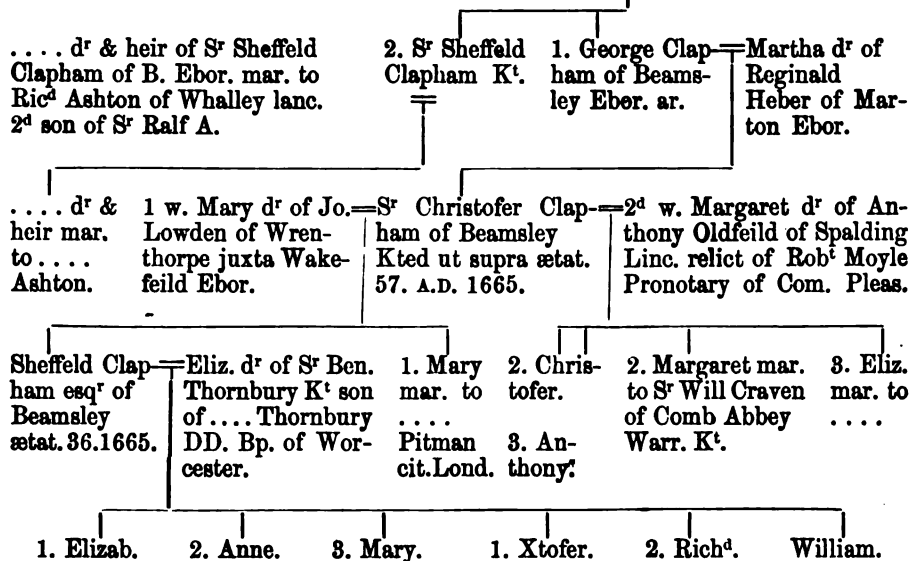 . . . . dʳ & heir of Sʳ Sheffeld
Clapham of B. Ebor. mar. to
Ricᵈ Ashton of Whalley lanc.
2ᵈ son of Sʳ Ralf A.
2. Sʳ Sheffeld
Clapham Kᵗ.
1. George Clap-
ham of Beams-
ley Ebor. ar.
Martha dʳ of
Reginald
Heber of Mar-
ton Ebor.
. . . . dʳ &
heir mar.
to . . . .
Ashton.
1 w. Mary dʳ of Jo.
Lowden of Wren-
thorpe juxta Wake-
feild Ebor.
Sʳ Christofer Clap-
ham of Beamsley
Kted ut supra ætat.
57. A.D. 1665.
2ᵈ w. Margaret dʳ of An-
thony Oldfeild of Spalding
Linc. relict of Robᵗ Moyle
Pronotary of Com. Pleas.
Sheffeld Clap-
ham esqʳ of
Beamsley
ætat. 36. 1665.
Eliz. dʳ of Sʳ Ben.
Thornbury Kᵗ son
of . . . . Thornbury
DD. Bp. of Wor-
cester.
1. Mary
mar. to
. . . .
Pitman
cit. Lond.
2. Chris-
tofer.
3. An-
thony.
2. Margaret mar.
to Sʳ Will Craven
of Comb Abbey
Warr. Kᵗ.
3. Eliz.
mar. to
. . . .
1. Elizab.
2. Anne.
3. Mary.
1. Xtofer.
2. Richᵈ.
William.